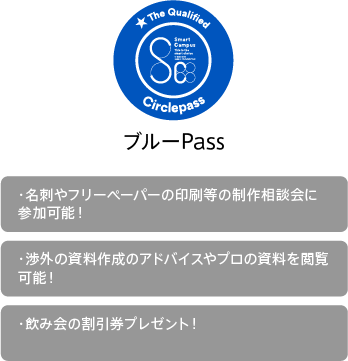 ★ The Qualified
Smart
Campus
Circlepass
ブルーPass
・名刺やフリーペーパーの印刷等の制作相談会に
参加可能！
・渉外の資料作成のアドバイスやプロの資料を閲覧
可能！
・飲み会の割引券プレゼント！